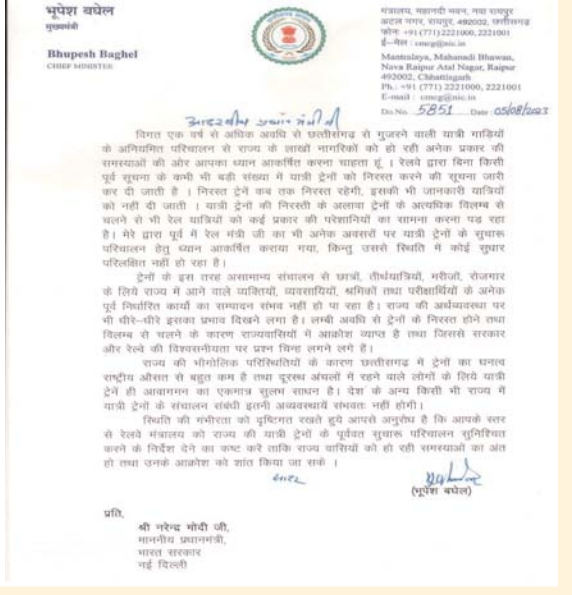 भूपेश बघेल
मुख्यमंत्री
Bhupesh Baghel
CHIEF MINISTER
मंत्रालय, महानदी भवन, नवा रायपुर
अटल नगर, रायपुर, 492002, छत्तीसगढ़
फोन: +91 (771) 2221000, 2221001
ई-मेल : cmcg@nic.in
Mantralaya, Mahanadi Bhawan,
Nava Raipur Atal Nagar, Raipur
492002, Chhattisgarh
Ph.: +91 (771) 2221000, 2221001
E-mail : cmcg@nic.in
Do.No. 5851 Date 05/08/2023
आदरणीय प्रधानमंत्री जी
विगत एक वर्ष से अधिक अवधि से छत्तीसगढ़ से गुजरने वाली यात्री गाड़ियों
के अनियमित परिचालन से राज्य के लाखों नागरिकों को हो रही अनेक प्रकार की
समस्याओं की ओर आपका ध्यान आकर्षित करना चाहता हूं । रेलवे द्वारा बिना किसी
पूर्व सूचना के कभी भी बड़ी संख्या में यात्री ट्रेनों को निरस्त करने की सूचना जारी
कर दी जाती है । निरस्त ट्रेनें कब तक निरस्त रहेगी, इसकी भी जानकारी यात्रियों
को नही दी जाती । यात्री ट्रेनों की निरस्ती के अलावा ट्रेनों के अत्यधिक विलम्ब से
चलने से भी रेल यात्रियों को कई प्रकार की परेशानियों का सामना करना पड़ रहा
है। मेरे द्वारा पूर्व में रेल मंत्री जी का भी अनेक अवसरों पर यात्री ट्रेनों के सुचारू
परिचालन हेतु ध्यान आकर्षित कराया गया, किन्तु उससे स्थिति में कोई सुधार
परिलक्षित नहीं हो रहा है।
ट्रेनों के इस तरह असामान्य संचालन से छात्रों, तीर्थयात्रियों, मरीजों, रोजगार
के लिये राज्य में आने वाले व्यक्तियों, व्यवसायियों, श्रमिकों तथा परीक्षार्थियों के अनेक
पूर्व निर्धारित कार्यो का सम्पादन संभव नहीं हो पा रहा है। राज्य की अर्थव्यवस्था पर
भी धीरे-धीरे इसका प्रभाव दिखने लगा है। लम्बी अवधि से ट्रेनों के निरस्त होने तथा
विलम्ब से चलने के कारण राज्यवासियों में आक्रोश व्याप्त है तथा जिससे सरकार
और रेल्वे की विश्वसनीयता पर प्रश्न चिन्ह लगने लगे हैं।
राज्य की भौगोलिक परिस्थितियों के कारण छत्तीसगढ़ में ट्रेनों का घनत्व
राष्ट्रीय औसत से बहुत कम है तथा दूरस्थ अंचलों में रहने वाले लोगों के लिये यात्री
ट्रेनें ही आवागमन का एकमात्र सुलभ साधन है। देश के अन्य किसी भी राज्य में
यात्री ट्रेनों के संचालन संबंधी इतनी अव्यवस्थायें संभवतः नहीं होगी।
स्थिति की गंभीरता को दृष्टिगत रखते हुये आपसे अनुरोध है कि आपके स्तर
से रेलवे मंत्रालय को राज्य की यात्री ट्रेनों के पूर्ववत सुचारू परिचालन सुनिश्चित
करने के निर्देश देने का कष्ट करें ताकि राज्य वासियों को हो रही समस्याओं का अंत
हो तथा उनके आक्रोश को शांत किया जा सके ।
सादर
(भूपेश बघेल)
प्रति,
श्री नरेन्द्र मोदी जी,
माननीय प्रधानमंत्री,
भारत सरकार
नई दिल्ली